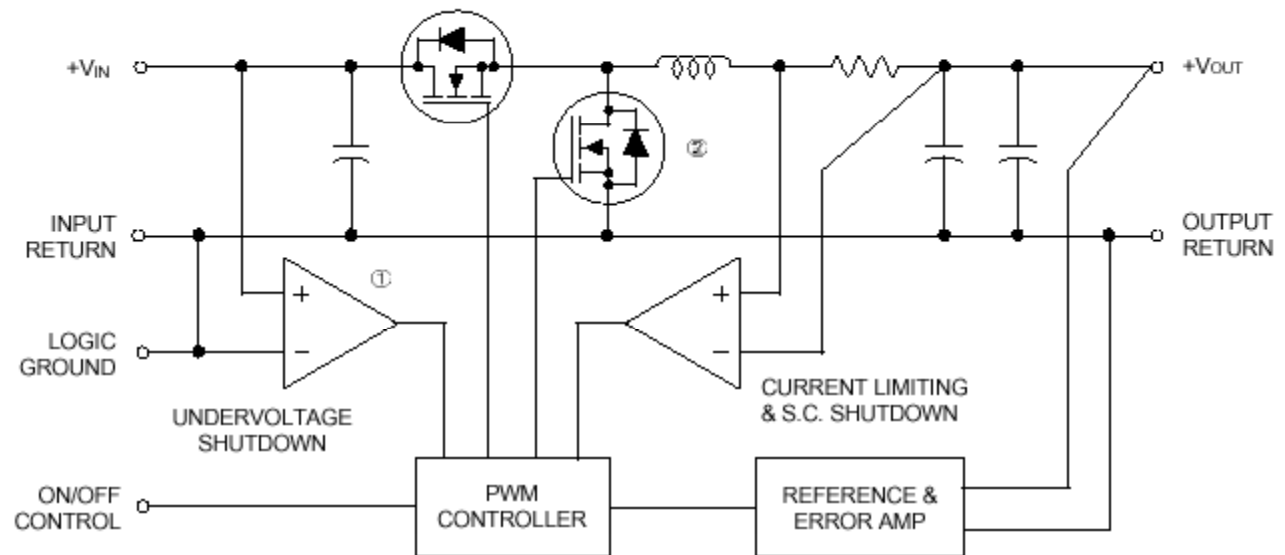 +VIN
+VOUT
②
INPUT
RETURN
OUTPUT
RETURN
①
+
−
+
−
LOGIC
GROUND
UNDERVOLTAGE
SHUTDOWN
CURRENT LIMITING
& S.C. SHUTDOWN
ON/OFF
CONTROL
PWM
CONTROLLER
REFERENCE &
ERROR AMP